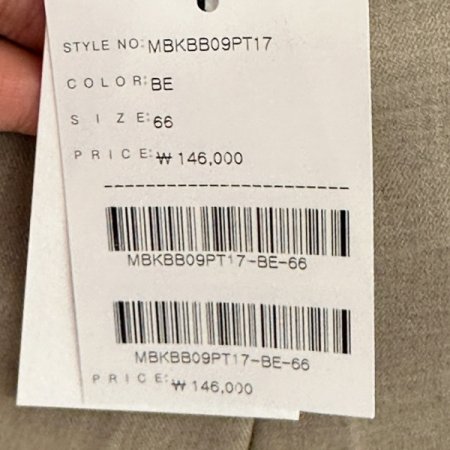 STYLE NO: MBKBB09PT17
COLOR: BE
SIZE: 66
PRICE: ₩ 146,000
MBKBB09PT17-BE-66
MBKBB09PT17-BE-66
PRICE: ₩ 146,000